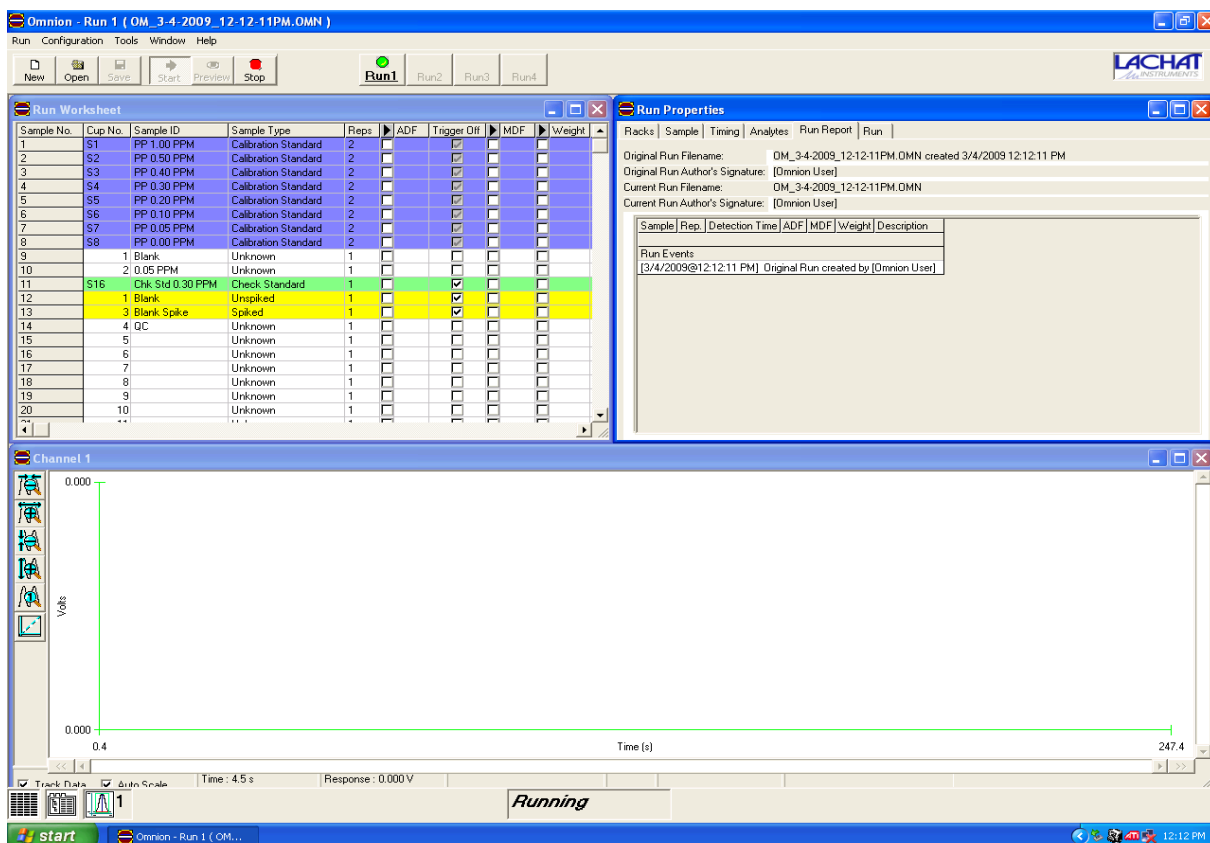 Omnion - Run 1 ( OM_3-4-2009_12-12-11PM.OMN )
Run Configuration Tools Window Help
New Open Save Start Preview Stop Run1 Run2 Run3 Run4
LACHAT
INSTRUMENTS
Run Worksheet
Sample No. Cup No. Sample ID Sample Type Reps ADF Trigger Off MDF Weight
1 S1 PP 1.00 PPM Calibration Standard 2
2 S2 PP 0.50 PPM Calibration Standard 2
3 S3 PP 0.40 PPM Calibration Standard 2
4 S4 PP 0.30 PPM Calibration Standard 2
5 S5 PP 0.20 PPM Calibration Standard 2
6 S6 PP 0.10 PPM Calibration Standard 2
7 S7 PP 0.05 PPM Calibration Standard 2
8 S8 PP 0.00 PPM Calibration Standard 2
9 1 Blank Unknown 1
10 2 0.05 PPM Unknown 1
11 S16 Chk Std 0.30 PPM Check Standard 1
12 1 Blank Unspiked 1
13 3 Blank Spike Spiked 1
14 4 QC Unknown 1
15 5 Unknown 1
16 6 Unknown 1
17 7 Unknown 1
18 8 Unknown 1
19 9 Unknown 1
20 10 Unknown 1
Run Properties
Racks Sample Timing Analytes Run Report Run
Original Run Filename: OM_3-4-2009_12-12-11PM.OMN created 3/4/2009 12:12:11 PM
Original Run Author's Signature: [Omnion User]
Current Run Filename: OM_3-4-2009_12-12-11PM.OMN
Current Run Author's Signature: [Omnion User]
Sample Rep. Detection Time ADF MDF Weight Description
Run Events
[3/4/2009@12:12:11 PM] Original Run created by [Omnion User]
Channel 1
0.000
Volts
0.000
0.4 Time (s) 247.4
<< >>
Track Data Auto Scale Time : 4.5 s Response : 0.000 V
1 Running
start Omnion - Run 1 ( OM... 12:12 PM